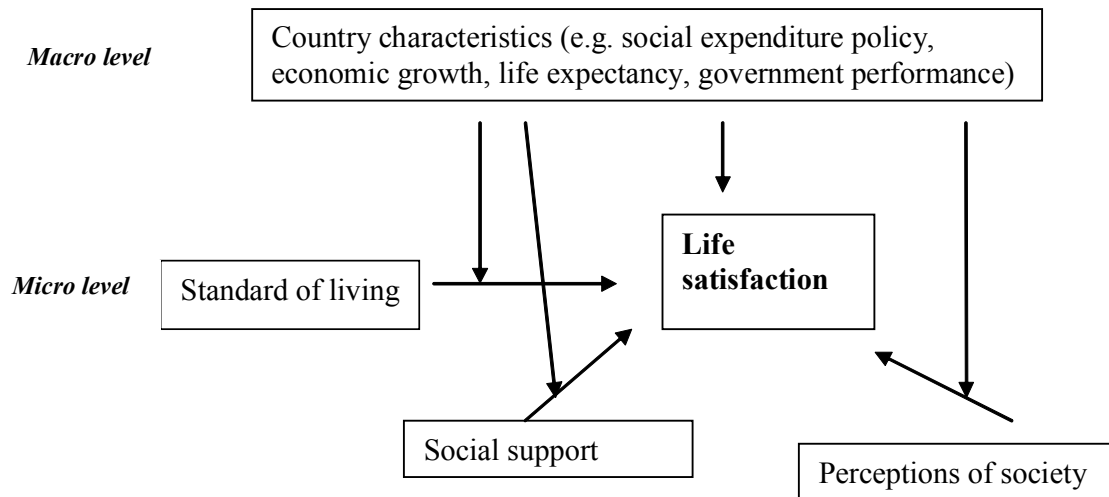 Macro level
Country characteristics (e.g. social expenditure policy,
economic growth, life expectancy, government performance)
Life
satisfaction
Micro level
Standard of living
Social support
Perceptions of society